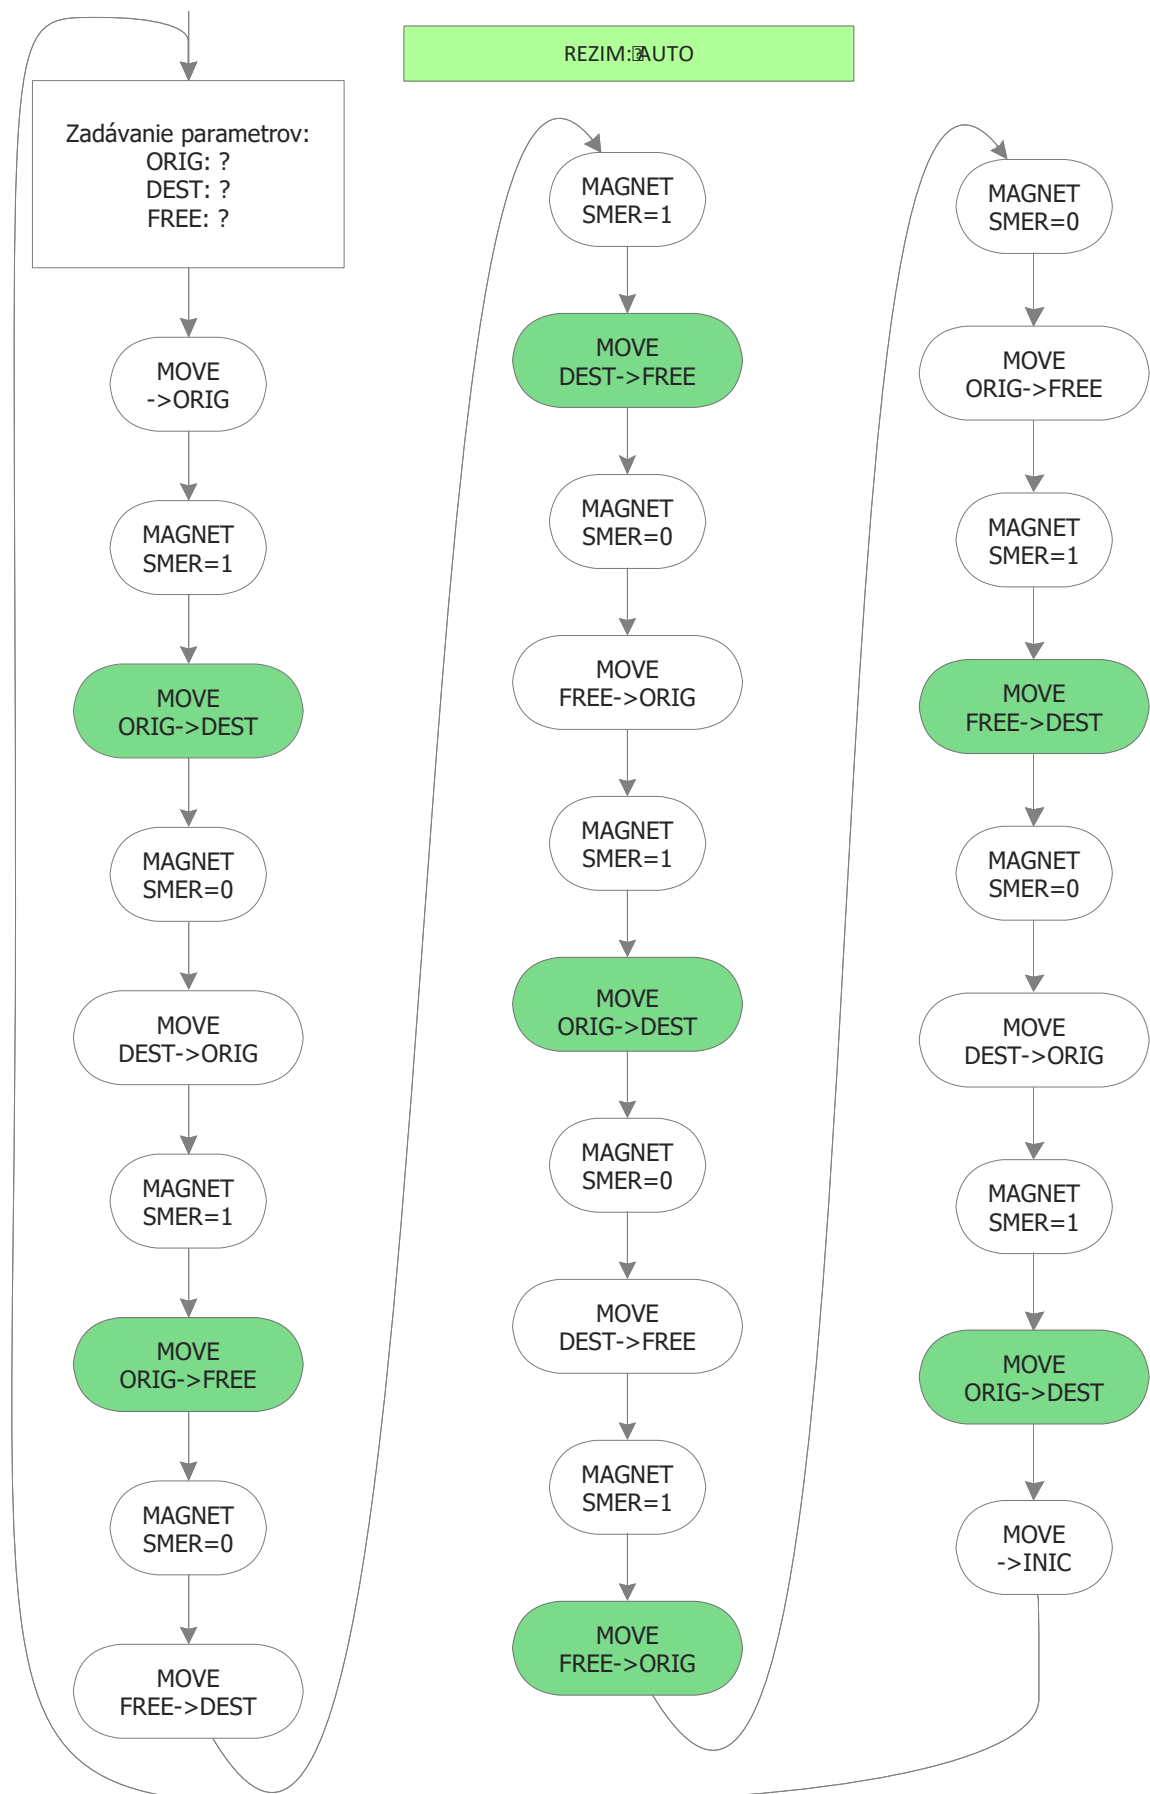 REZIM: AUTO
Zadávanie parametrov:
ORIG: ?
DEST: ?
FREE: ?
MOVE
->ORIG
MAGNET
SMER=1
MOVE
ORIG->DEST
MAGNET
SMER=0
MOVE
DEST->ORIG
MAGNET
SMER=1
MOVE
ORIG->FREE
MAGNET
SMER=0
MOVE
FREE->DEST
MAGNET
SMER=1
MOVE
DEST->FREE
MAGNET
SMER=0
MOVE
FREE->ORIG
MAGNET
SMER=1
MOVE
ORIG->DEST
MAGNET
SMER=0
MOVE
DEST->FREE
MAGNET
SMER=1
MOVE
FREE->ORIG
MAGNET
SMER=0
MOVE
ORIG->FREE
MAGNET
SMER=1
MOVE
FREE->DEST
MAGNET
SMER=0
MOVE
DEST->ORIG
MAGNET
SMER=1
MOVE
ORIG->DEST
MOVE
->INIC